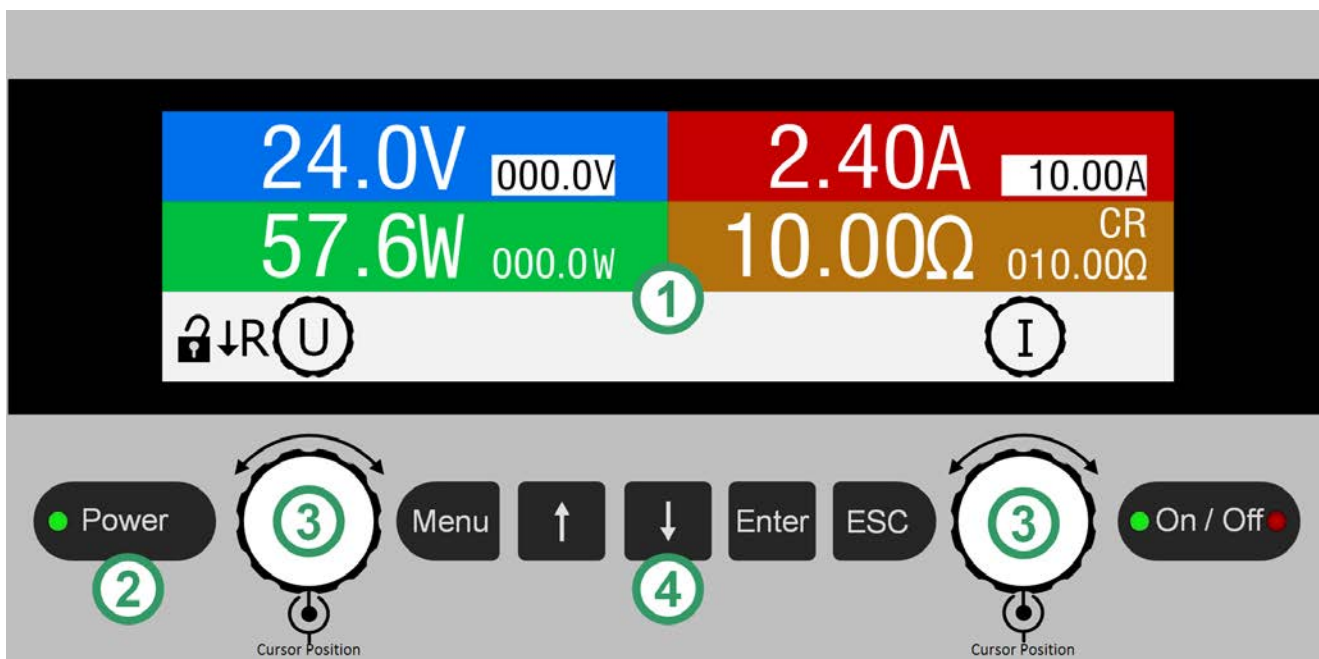 24.0V 000.0V 2.40A 10.00A
57.6W 000.0W 10.00Ω CR 010.00Ω
1
↓R U I
Power 3 Menu ↑ ↓ Enter ESC 3 On / Off
2 4
Cursor Position Cursor Position